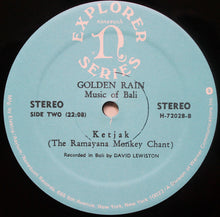 EXPLORER
nonesuch
n
SERIES
GOLDEN RAIN
Music of Bali
STEREO
SIDE TWO (22:08)
STEREO
H-72028-B
Ketjak
(The Ramayana Monkey Chant)
Recorded in Bali by DAVID LEWISTON